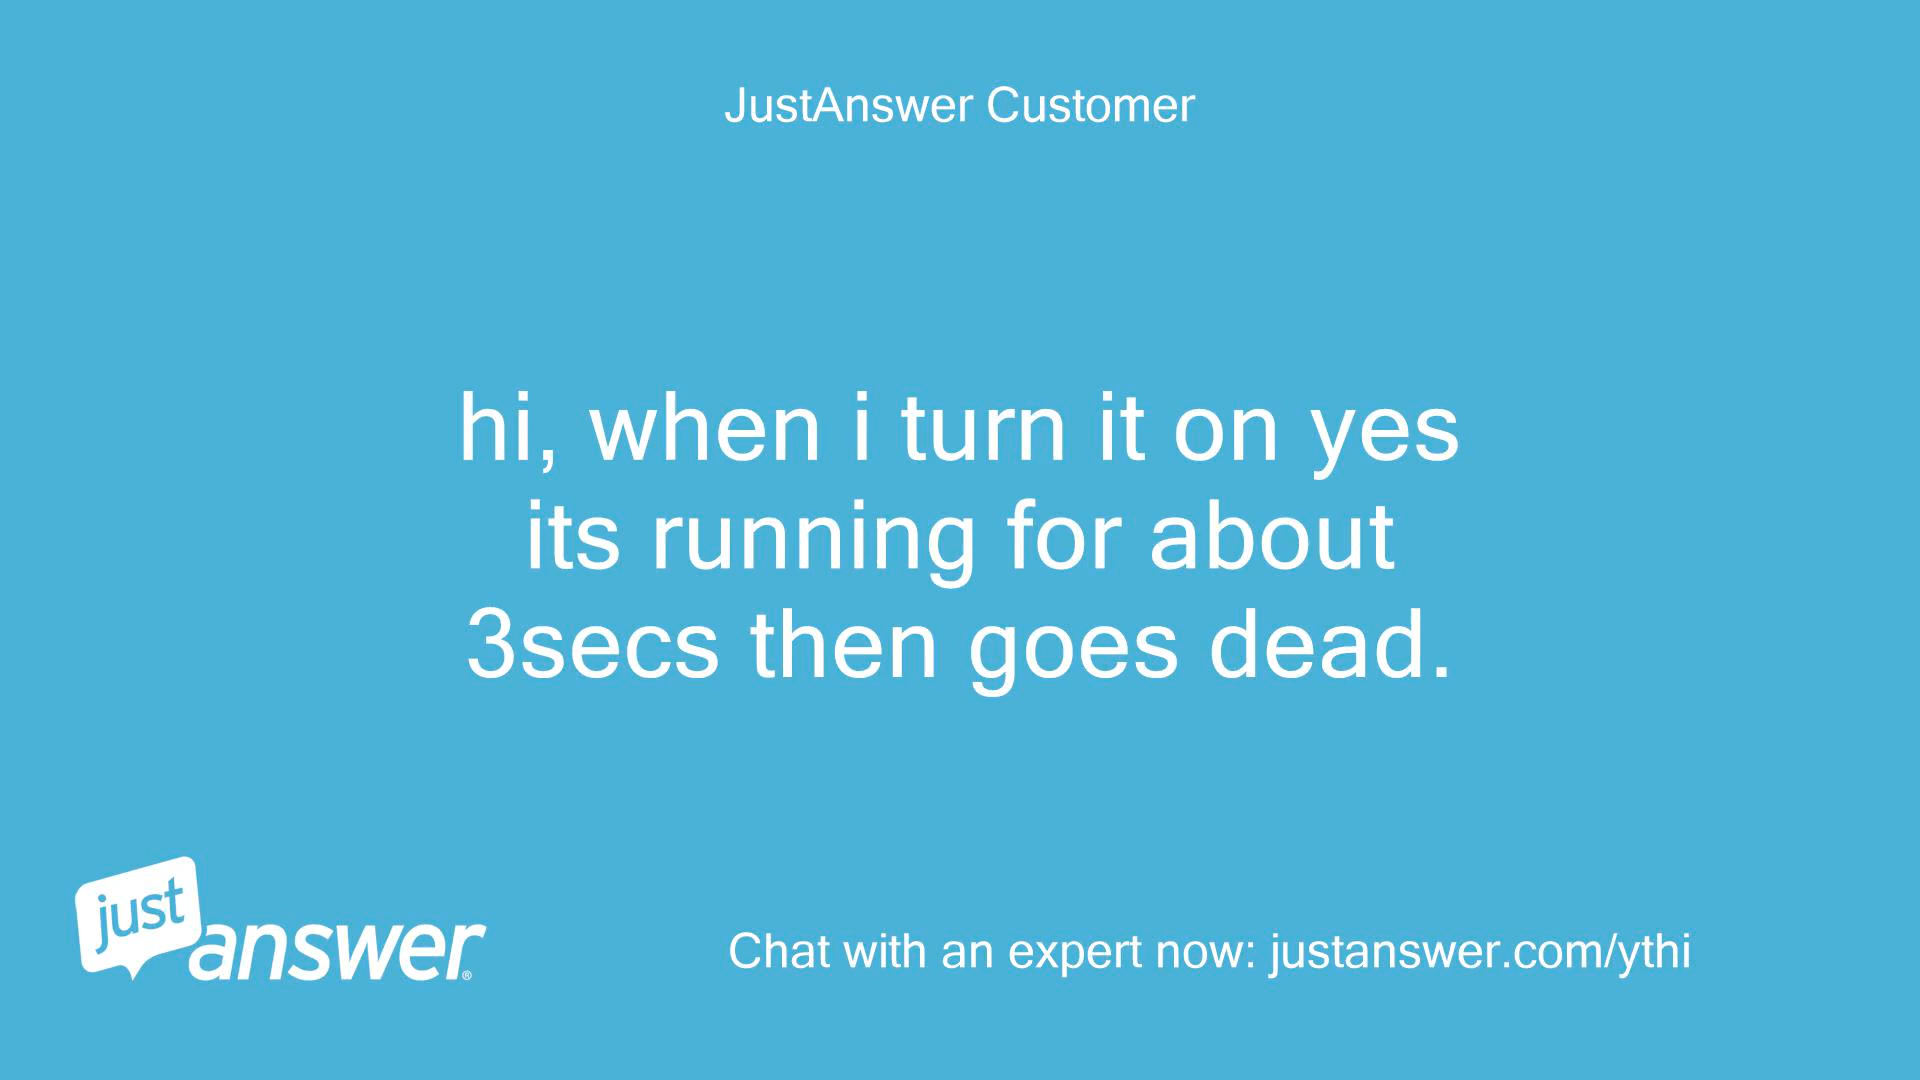 JustAnswer Customer
hi, when i turn it on yes
its running for about
3secs then goes dead.
just
answer®
Chat with an expert now: justanswer.com/ythi